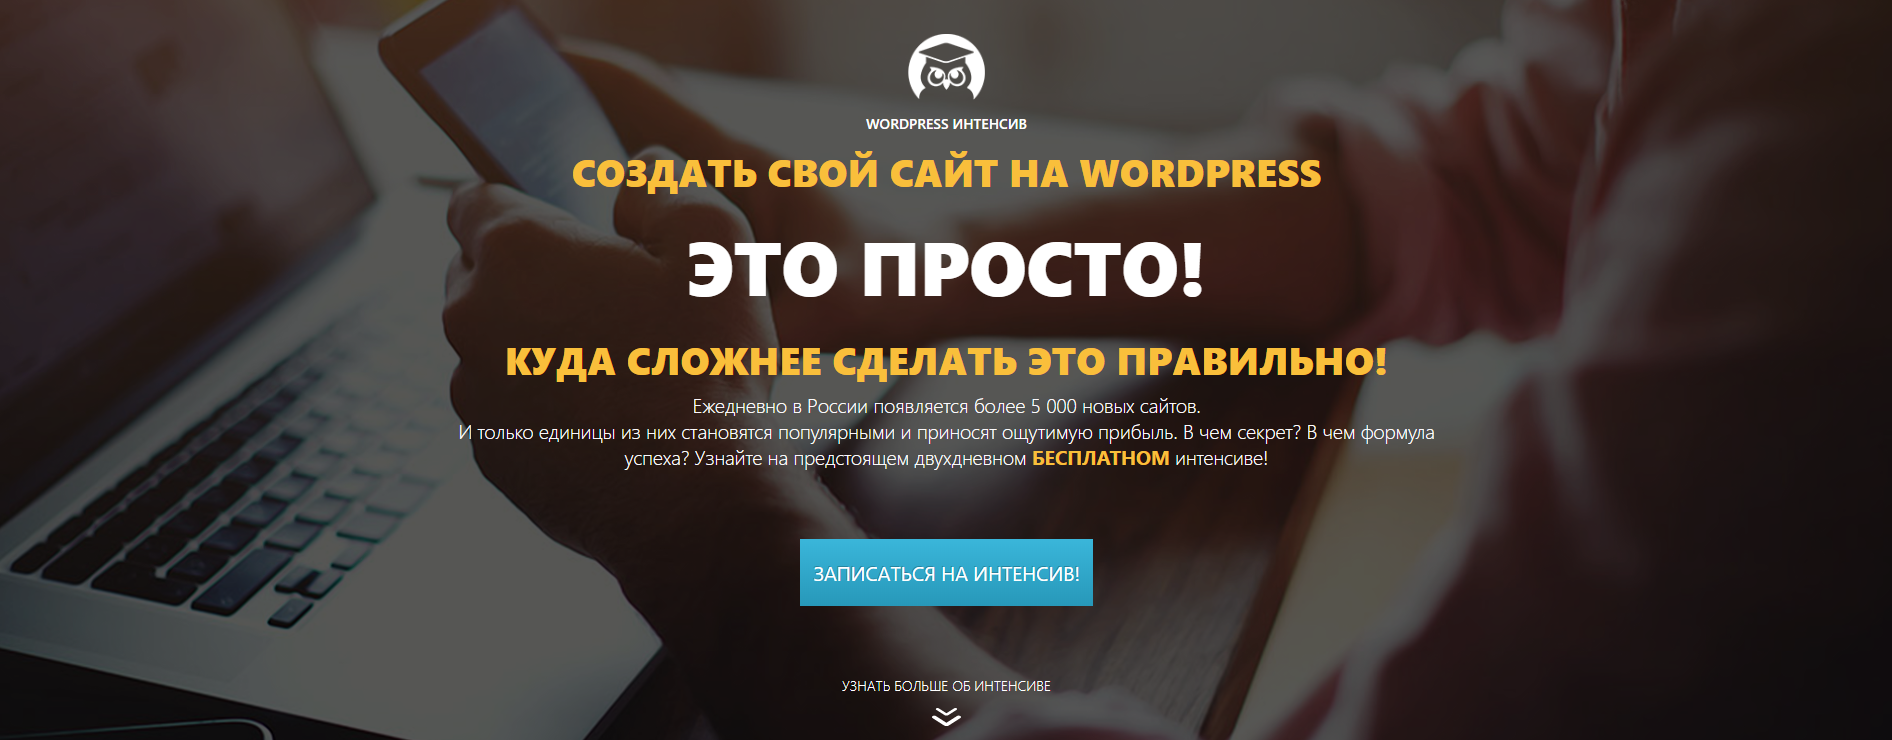 WORDPRESS ИНТЕНСИВ
СОЗДАТЬ СВОЙ САЙТ НА WORDPRESS
ЭТО ПРОСТО!
КУДА СЛОЖНЕЕ СДЕЛАТЬ ЭТО ПРАВИЛЬНО!
Ежедневно в России появляется более 5 000 новых сайтов.
И только единицы из них становятся популярными и приносят ощутимую прибыль. В чем секрет? В чем формула
успеха? Узнайте на предстоящем двухдневном БЕСПЛАТНОМ интенсиве!
ЗАПИСАТЬСЯ НА ИНТЕНСИВ!
УЗНАТЬ БОЛЬШЕ ОБ ИНТЕНСИВЕ